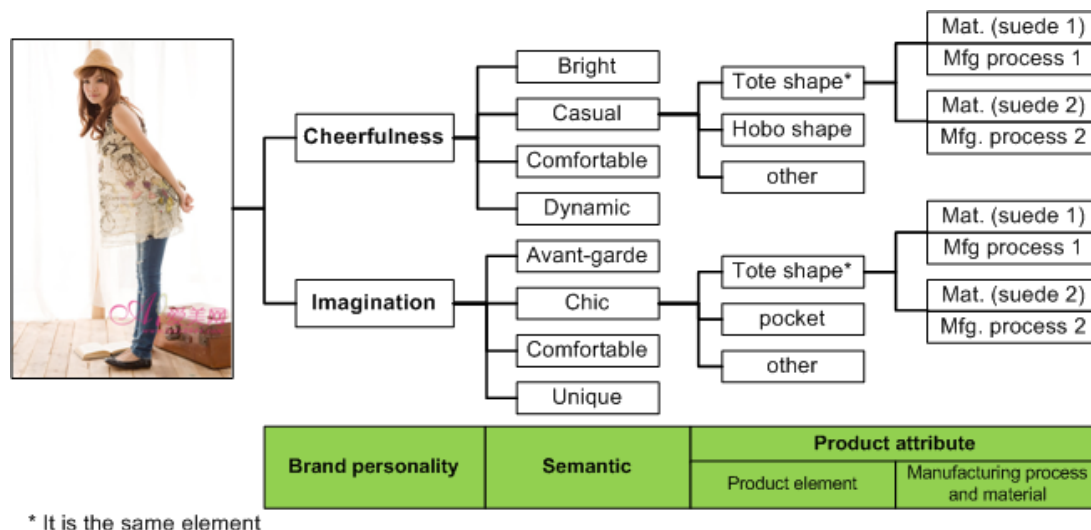 Cheerfulness
Bright
Casual
Comfortable
Dynamic
Tote shape*
Hobo shape
other
Mat. (suede 1)
Mfg process 1
Mat. (suede 2)
Mfg. process 2
Imagination
Avant-garde
Chic
Comfortable
Unique
Tote shape*
pocket
other
Mat. (suede 1)
Mfg process 1
Mat. (suede 2)
Mfg. process 2
Brand personality
Semantic
Product attribute
Product element
Manufacturing process
and material
* It is the same element